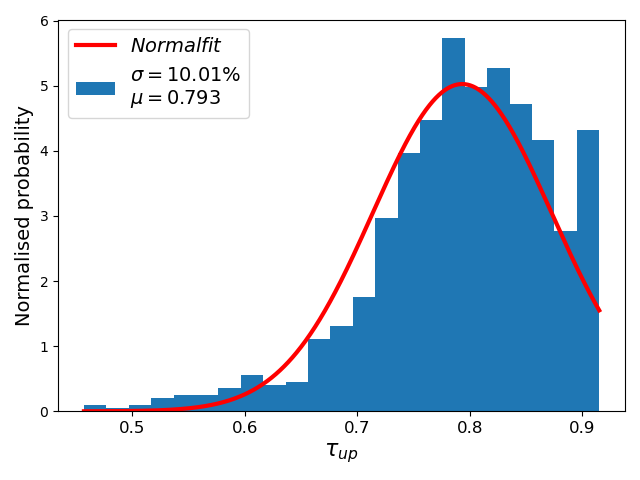 6
5
4
3
2
1
0
Normalised probability
Normalfit
σ = 10.01%
μ = 0.793
0.5 0.6 0.7 0.8 0.9
τup